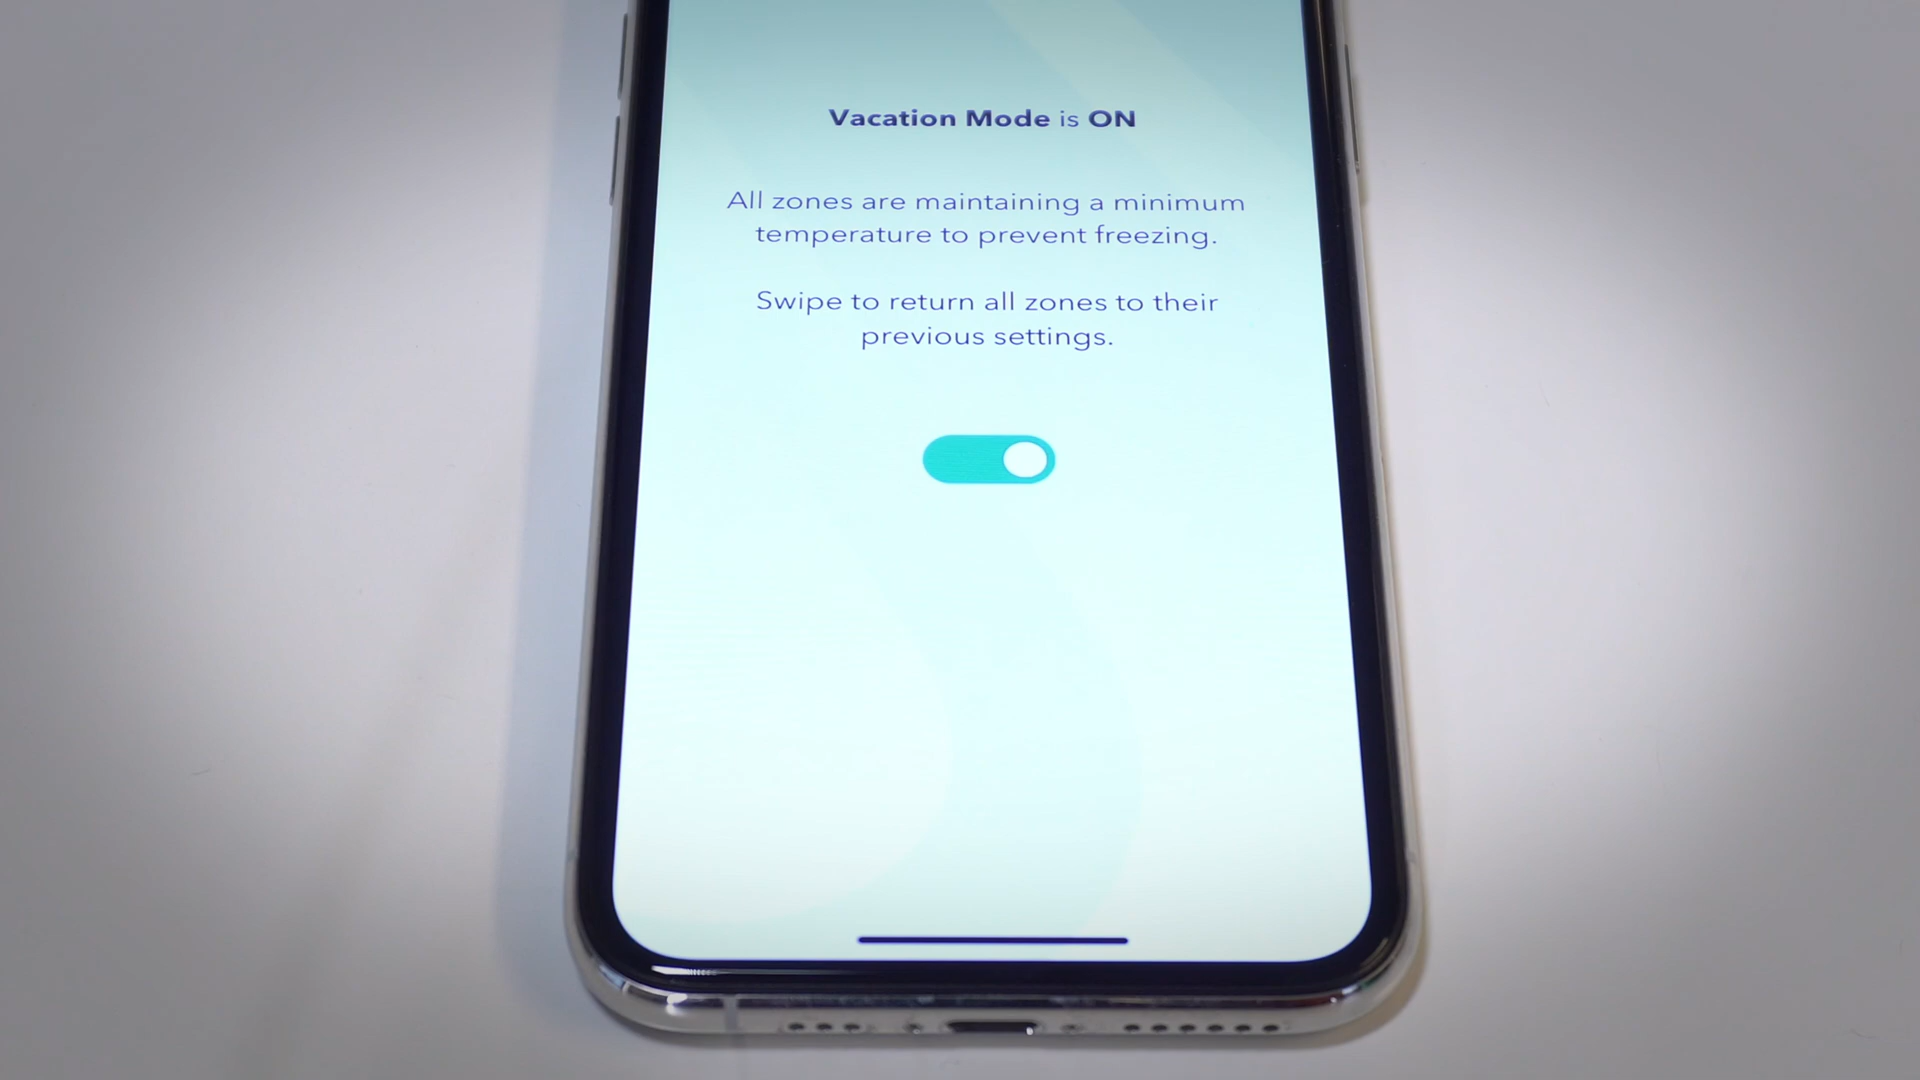 Vacation Mode is ON
All zones are maintaining a minimum
temperature to prevent freezing.
Swipe to return all zones to their
previous settings.